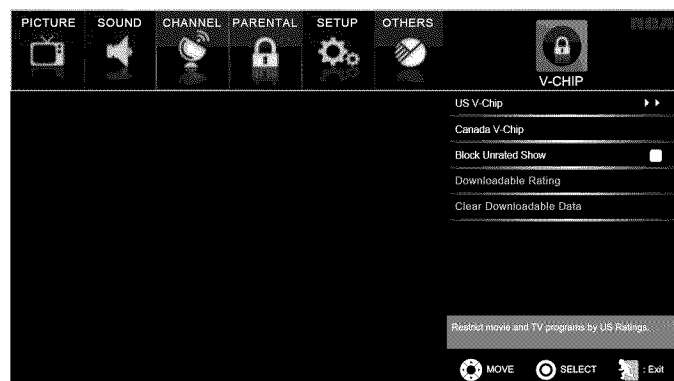 PICTURE SOUND CHANNEL PARENTAL SETUP OTHERS
RCA
V-CHIP
US V-Chip
Canada V-Chip
Block Unrated Show
Downloadable Rating
Clear Downloadable Data
Restrict movie and TV programs by US Ratings.
MOVE SELECT : Exit